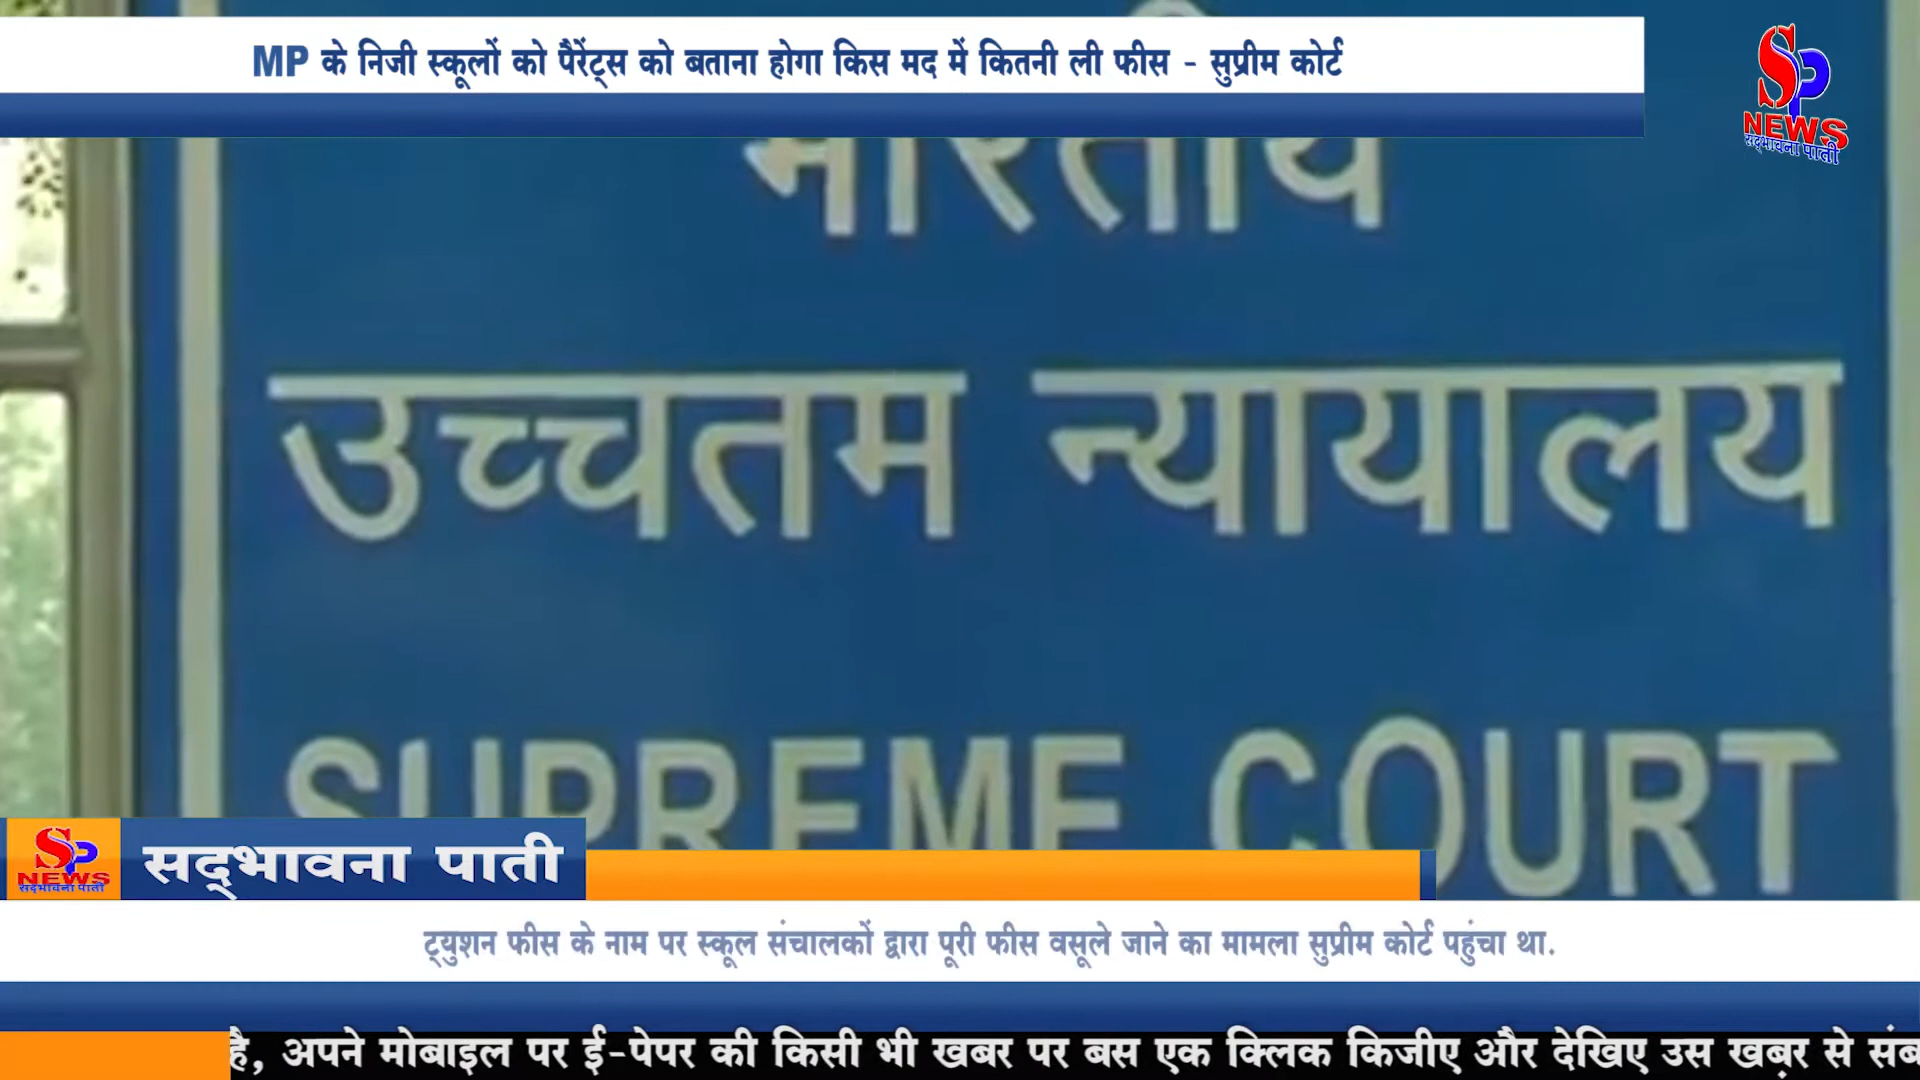 MP के निजी स्कूलों को पैरेंट्स को बताना होगा किस मद में कितनी ली फीस - सुप्रीम कोर्ट
SP
NEWS
सद्भावना पाती
भारतीय
उच्चतम न्यायालय
SUPREME COURT
SP
NEWS
सद्भावना पाती
सद्भावना पाती
ट्युशन फीस के नाम पर स्कूल संचालकों द्वारा पूरी फीस वसूले जाने का मामला सुप्रीम कोर्ट पहुंचा था.
है, अपने मोबाइल पर ई-पेपर की किसी भी खबर पर बस एक क्लिक किजीए और देखिए उस खबर से